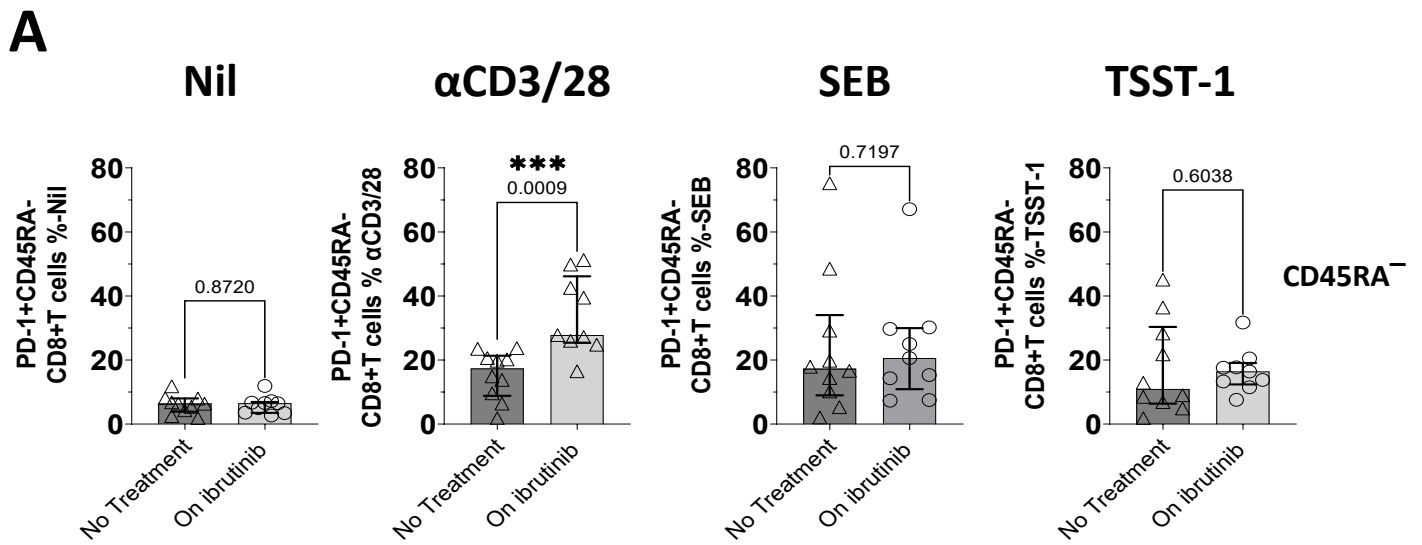 A
Nil
αCD3/28
SEB
TSST-1
PD-1+CD45RA-
CD8+T cells %-Nil
80
60
40
20
0
0.8720
No Treatment
On ibrutinib
PD-1+CD45RA-
CD8+T cells % αCD3/28
80
60
40
20
0
***
0.0009
No Treatment
On ibrutinib
PD-1+CD45RA-
CD8+T cells %-SEB
80
60
40
20
0
0.7197
No Treatment
On ibrutinib
PD-1+CD45RA-
CD8+T cells %-TSST-1
80
60
40
20
0
0.6038
No Treatment
On ibrutinib
CD45RA⁻